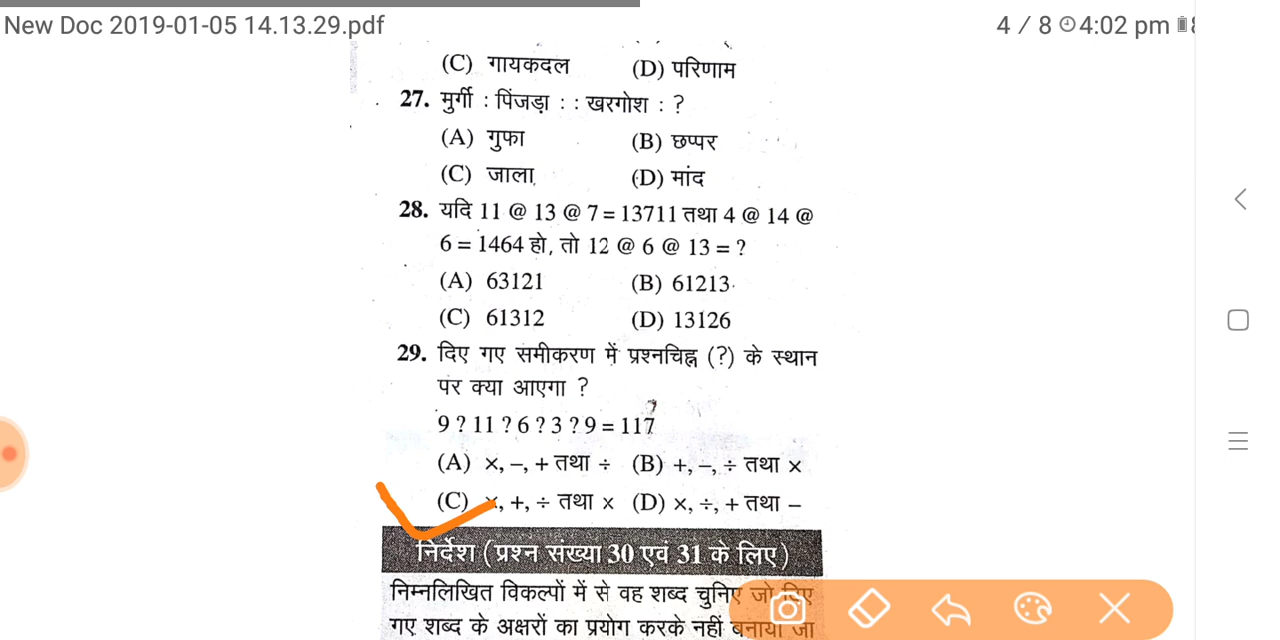 New Doc 2019-01-05 14.13.29.pdf
4 / 8 4:02 pm
(C) गायकदल (D) परिणाम
27. मुर्गी : पिंजड़ा : : खरगोश : ?
(A) गुफा (B) छप्पर
(C) जाला (D) मांद
28. यदि 11 @ 13 @ 7 = 13711 तथा 4 @ 14 @
6 = 1464 हो, तो 12 @ 6 @ 13 = ?
(A) 63121 (B) 61213
(C) 61312 (D) 13126
29. दिए गए समीकरण में प्रश्नचिह्न (?) के स्थान
पर क्या आएगा ?
9 ? 11 ? 6 ? 3 ? 9 = 117
(A) ×, –, + तथा ÷ (B) +, –, ÷ तथा ×
(C) ×, +, ÷ तथा × (D) ×, ÷, + तथा –
निर्देश (प्रश्न संख्या 30 एवं 31 के लिए)
निम्नलिखित विकल्पों में से वह शब्द चुनिए जो दिए
गए शब्द के अक्षरों का प्रयोग करके नहीं बनाया जा